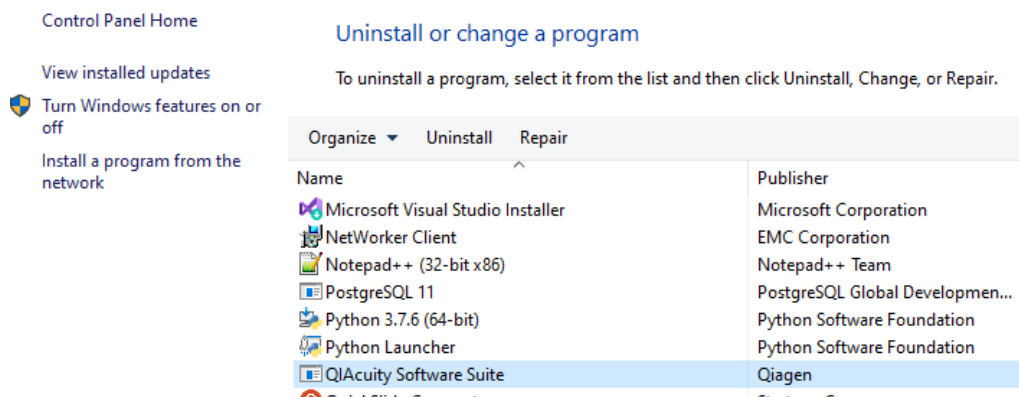 Control Panel Home
View installed updates
Turn Windows features on or
off
Install a program from the
network
Uninstall or change a program
To uninstall a program, select it from the list and then click Uninstall, Change, or Repair.
Organize Uninstall Repair
Name Publisher
Microsoft Visual Studio Installer Microsoft Corporation
NetWorker Client EMC Corporation
Notepad++ (32-bit x86) Notepad++ Team
PostgreSQL 11 PostgreSQL Global Developmen...
Python 3.7.6 (64-bit) Python Software Foundation
Python Launcher Python Software Foundation
QIAcuity Software Suite Qiagen